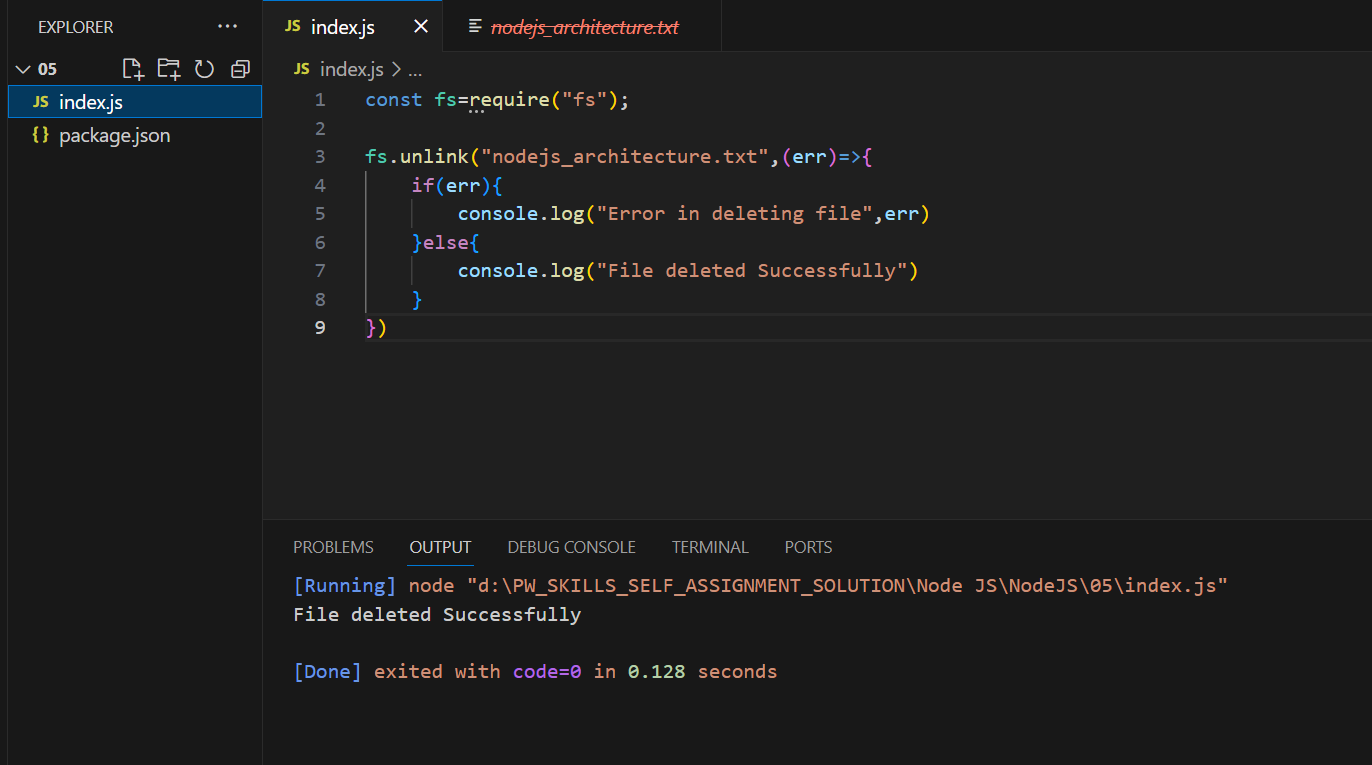 EXPLORER ...
05
JS index.js
{} package.json
JS index.js × nodejs_architecture.txt
JS index.js > ...
1 const fs=require("fs");
2
3 fs.unlink("nodejs_architecture.txt",(err)=>{
4 if(err){
5 console.log("Error in deleting file",err)
6 }else{
7 console.log("File deleted Successfully")
8 }
9 })
PROBLEMS OUTPUT DEBUG CONSOLE TERMINAL PORTS
[Running] node "d:\PW_SKILLS_SELF_ASSIGNMENT_SOLUTION\Node JS\NodeJS\05\index.js"
File deleted Successfully
[Done] exited with code=0 in 0.128 seconds